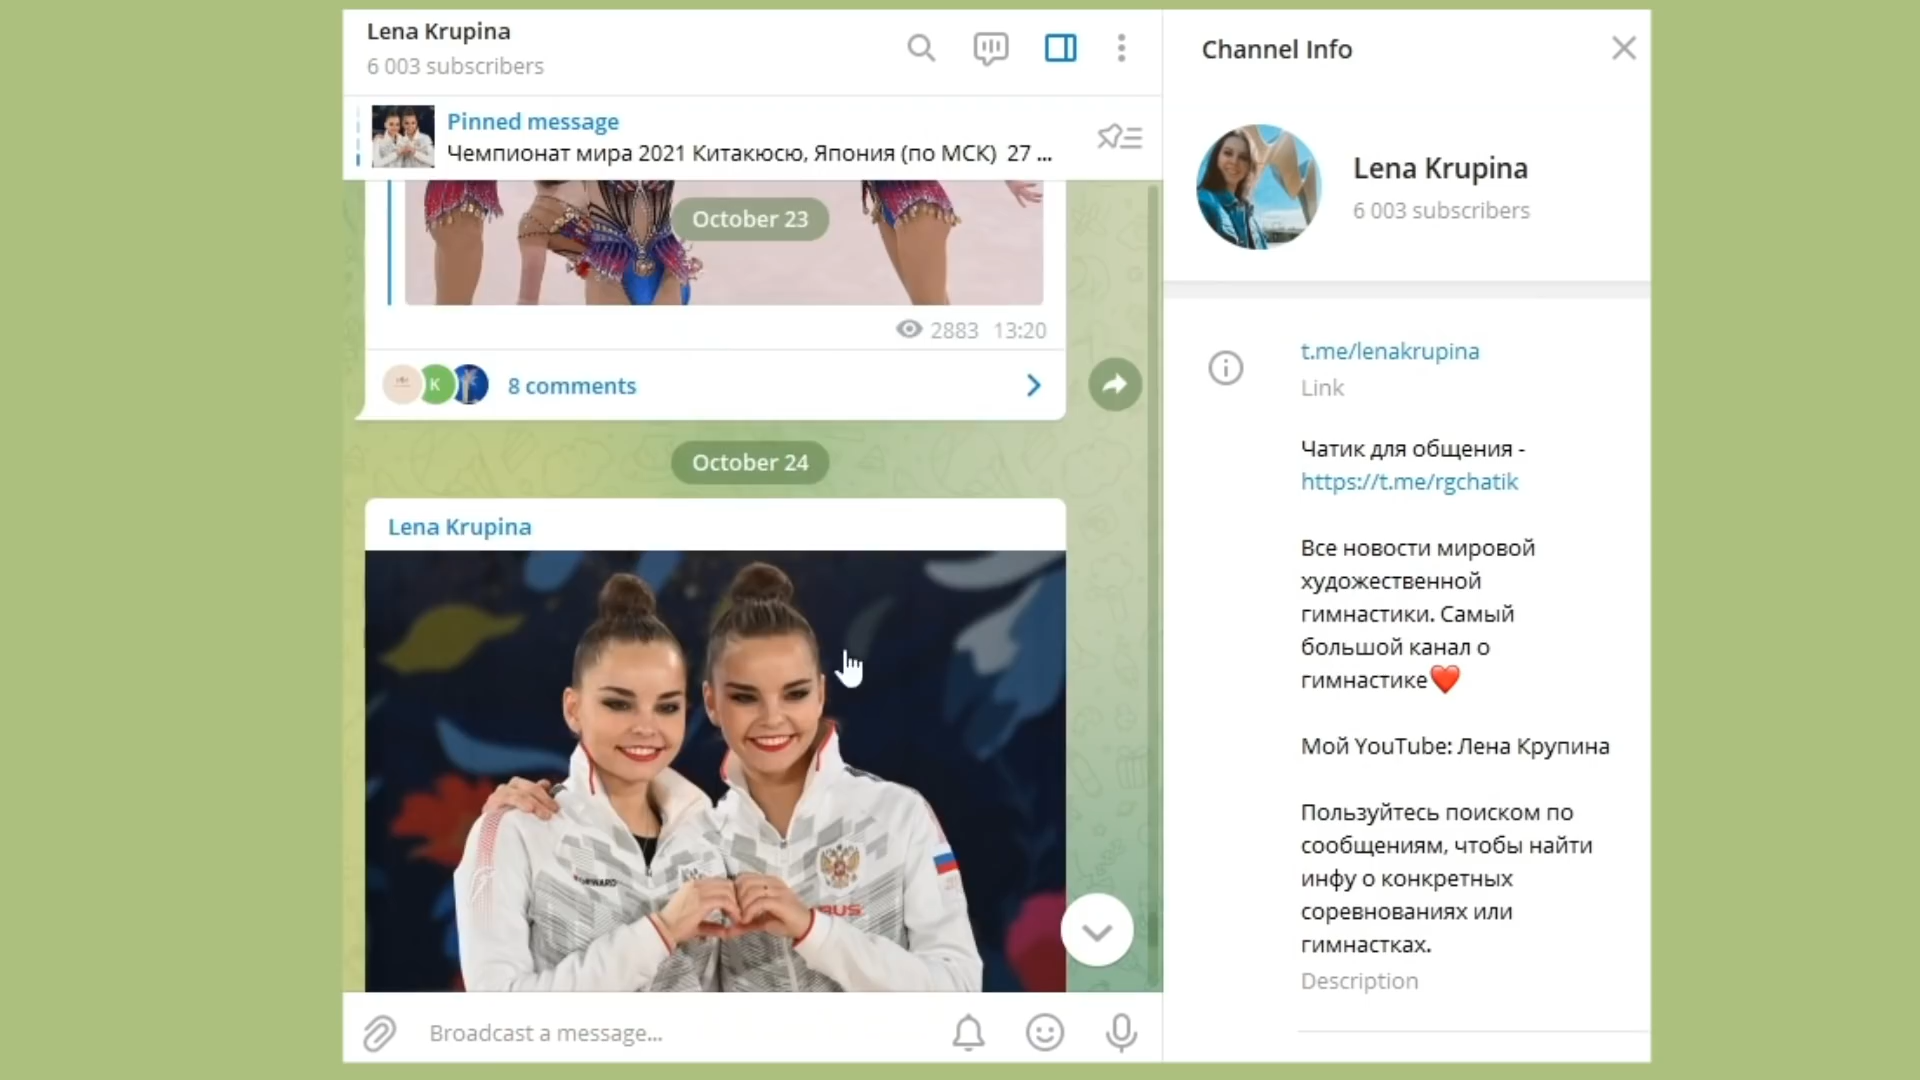 Lena Krupina
6 003 subscribers
Pinned message
Чемпионат мира 2021 Китакюсю, Япония (по МСК) 27 ...
October 23
2883 13:20
K
8 comments
October 24
Lena Krupina
RUS
Broadcast a message...
Channel Info
Lena Krupina
6 003 subscribers
t.me/lenakrupina
Link
Чатик для общения -
https://t.me/rgchatik
Все новости мировой
художественной
гимнастики. Самый
большой канал о
гимнастике❤️
Мой YouTube: Лена Крупина
Пользуйтесь поиском по
сообщениям, чтобы найти
инфу о конкретных
соревнованиях или
гимнастках.
Description